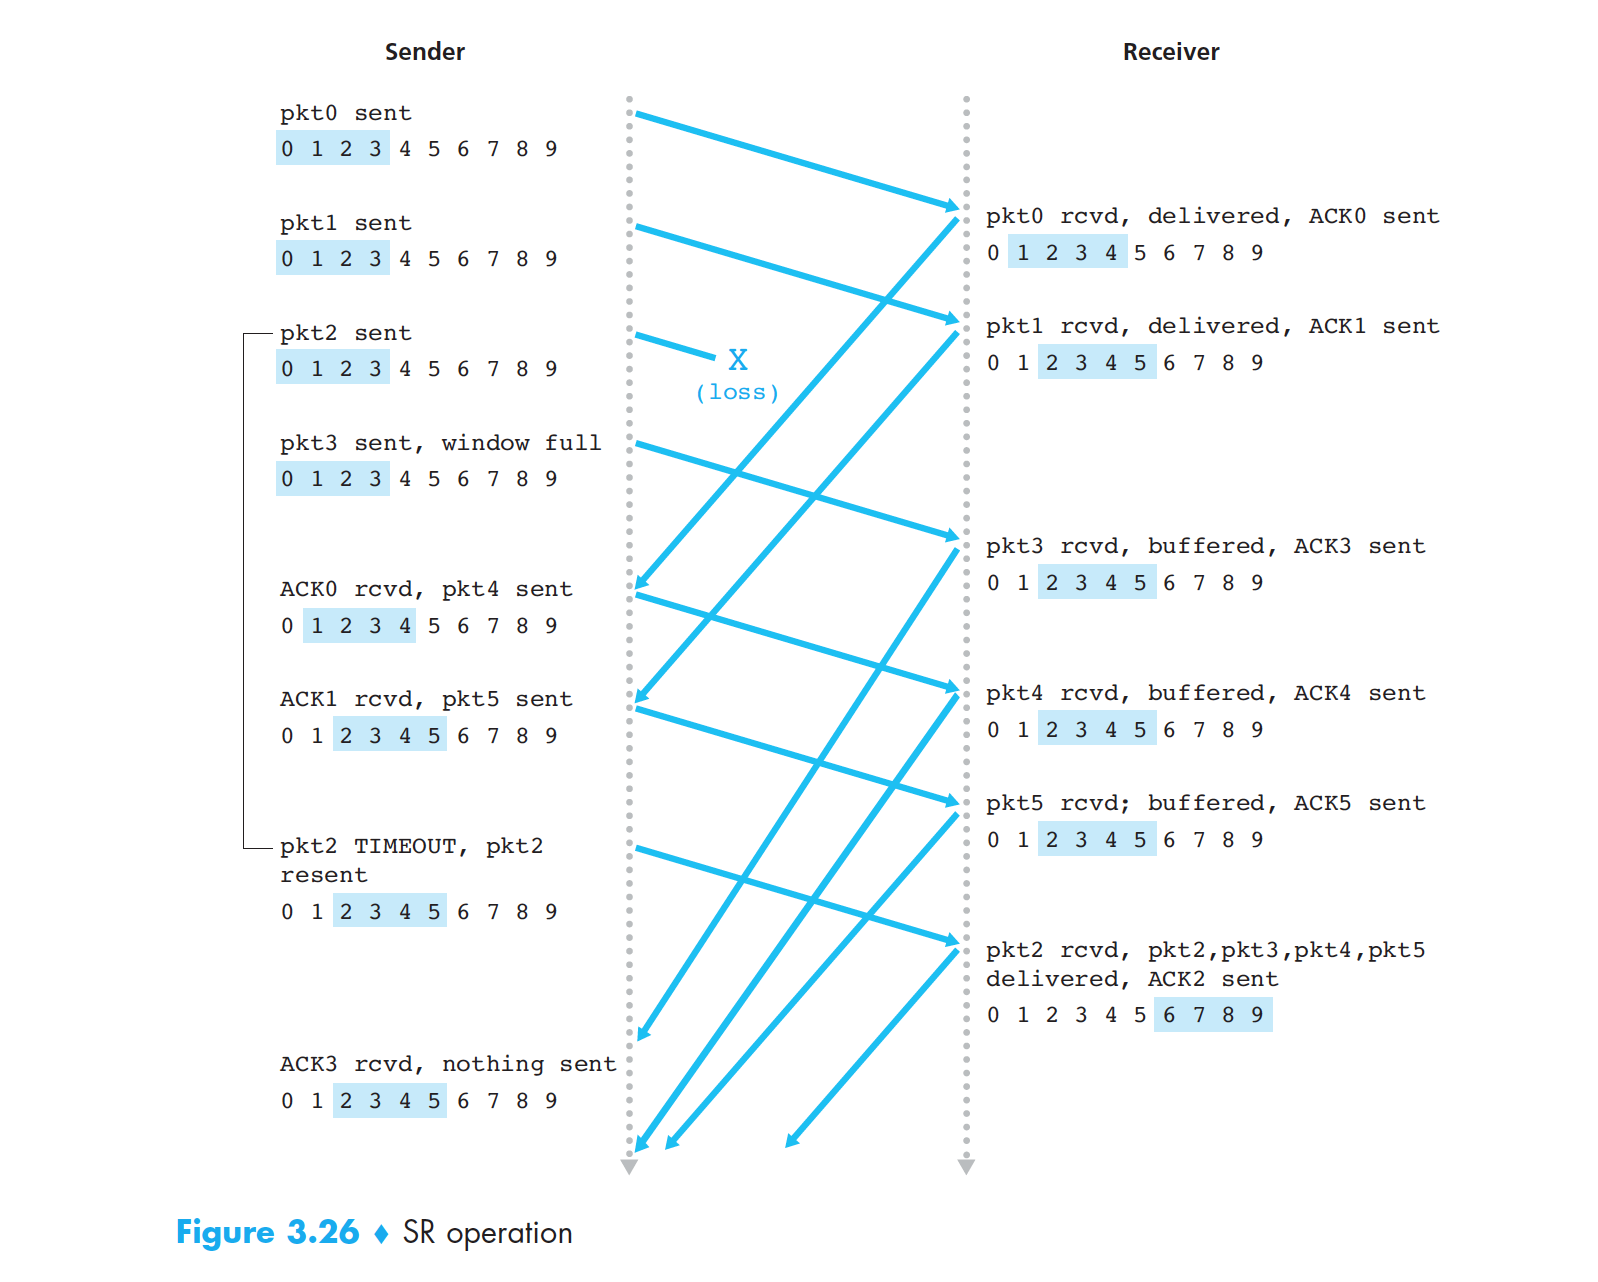 Sender
Receiver
pkt0 sent
0 1 2 3 4 5 6 7 8 9
pkt1 sent
0 1 2 3 4 5 6 7 8 9
pkt2 sent
0 1 2 3 4 5 6 7 8 9
pkt3 sent, window full
0 1 2 3 4 5 6 7 8 9
ACK0 rcvd, pkt4 sent
0 1 2 3 4 5 6 7 8 9
ACK1 rcvd, pkt5 sent
0 1 2 3 4 5 6 7 8 9
pkt2 TIMEOUT, pkt2
resent
0 1 2 3 4 5 6 7 8 9
ACK3 rcvd, nothing sent
0 1 2 3 4 5 6 7 8 9
X
(loss)
pkt0 rcvd, delivered, ACK0 sent
0 1 2 3 4 5 6 7 8 9
pkt1 rcvd, delivered, ACK1 sent
0 1 2 3 4 5 6 7 8 9
pkt3 rcvd, buffered, ACK3 sent
0 1 2 3 4 5 6 7 8 9
pkt4 rcvd, buffered, ACK4 sent
0 1 2 3 4 5 6 7 8 9
pkt5 rcvd; buffered, ACK5 sent
0 1 2 3 4 5 6 7 8 9
pkt2 rcvd, pkt2,pkt3,pkt4,pkt5
delivered, ACK2 sent
0 1 2 3 4 5 6 7 8 9
Figure 3.26 ♦ SR operation